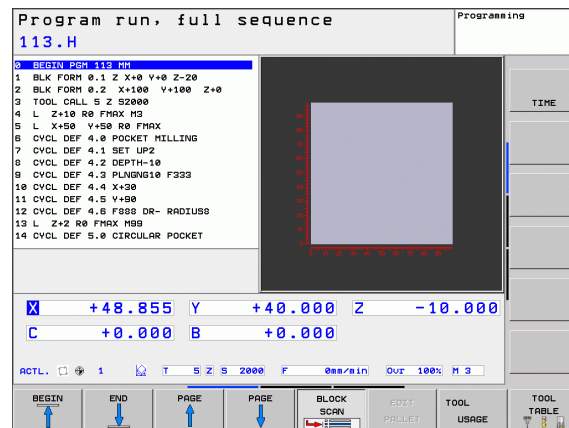 Program run, full sequence
Programming
113.H
0 BEGIN PGM 113 MM
1 BLK FORM 0.1 Z X+0 Y+0 Z-20
2 BLK FORM 0.2 X+100 Y+100 Z+0
3 TOOL CALL 5 Z S2000
4 L Z+10 R0 FMAX M3
5 L X+50 Y+50 R0 FMAX
6 CYCL DEF 4.0 POCKET MILLING
7 CYCL DEF 4.1 SET UP2
8 CYCL DEF 4.2 DEPTH-10
9 CYCL DEF 4.3 PLNGNG10 F333
10 CYCL DEF 4.4 X+30
11 CYCL DEF 4.5 Y+90
12 CYCL DEF 4.6 F888 DR- RADIUS8
13 L Z+2 R0 FMAX M99
14 CYCL DEF 5.0 CIRCULAR POCKET
TIME
X +48.855 Y +40.000 Z -10.000
C +0.000 B +0.000
ACTL. 1 T 5 Z S 2000 F 0mm/min Ovr 100% M 3
BEGIN
END
PAGE
PAGE
BLOCK SCAN
EDIT PALLET
TOOL USAGE
TOOL TABLE